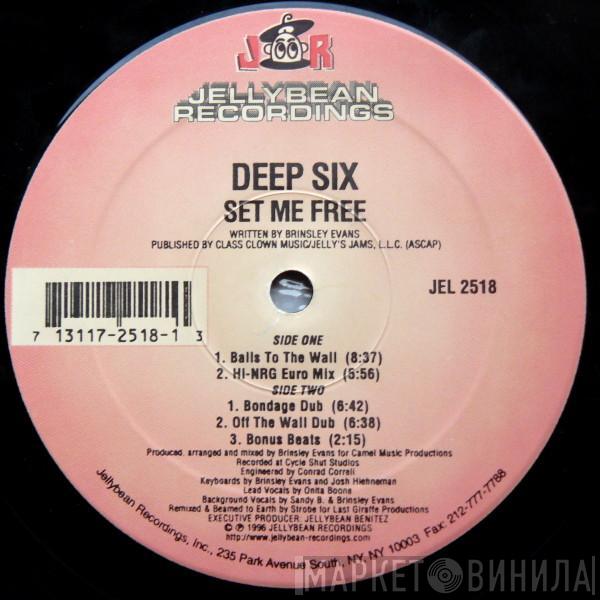 J R
JELLYBEAN
RECORDINGS
DEEP SIX
SET ME FREE
WRITTEN BY BRINSLEY EVANS
PUBLISHED BY CLASS CLOWN MUSIC/JELLY'S JAMS, L.L.C. (ASCAP)
JEL 2518
7 13117-2518-1 3
SIDE ONE
1. Balls To The Wall (8:37)
2. Hi-NRG Euro Mix (5:56)
SIDE TWO
1. Bondage Dub (6:42)
2. Off The Wall Dub (6:38)
3. Bonus Beats (2:15)
Produced, arranged and mixed by Brinsley Evans for Camel Music Productions
Recorded at Cycle Shut Studios
Engineered by Conrad Correll
Keyboards by Brinsley Evans and Josh Hiehneman
Lead Vocals by Onita Boone
Background Vocals by Sandy B. & Brinsley Evans
Remixed & Beamed to Earth by Strobe for Last Giraffe Productions
EXECUTIVE PRODUCER: JELLYBEAN BENITEZ
© ℗ 1996 JELLYBEAN RECORDINGS
http://www.jellybean-recordings.com
Jellybean Recordings, Inc., 235 Park Avenue South, NY, NY 10003 Fax: 212-777-7788
МАРКЕТ ВИНИЛА